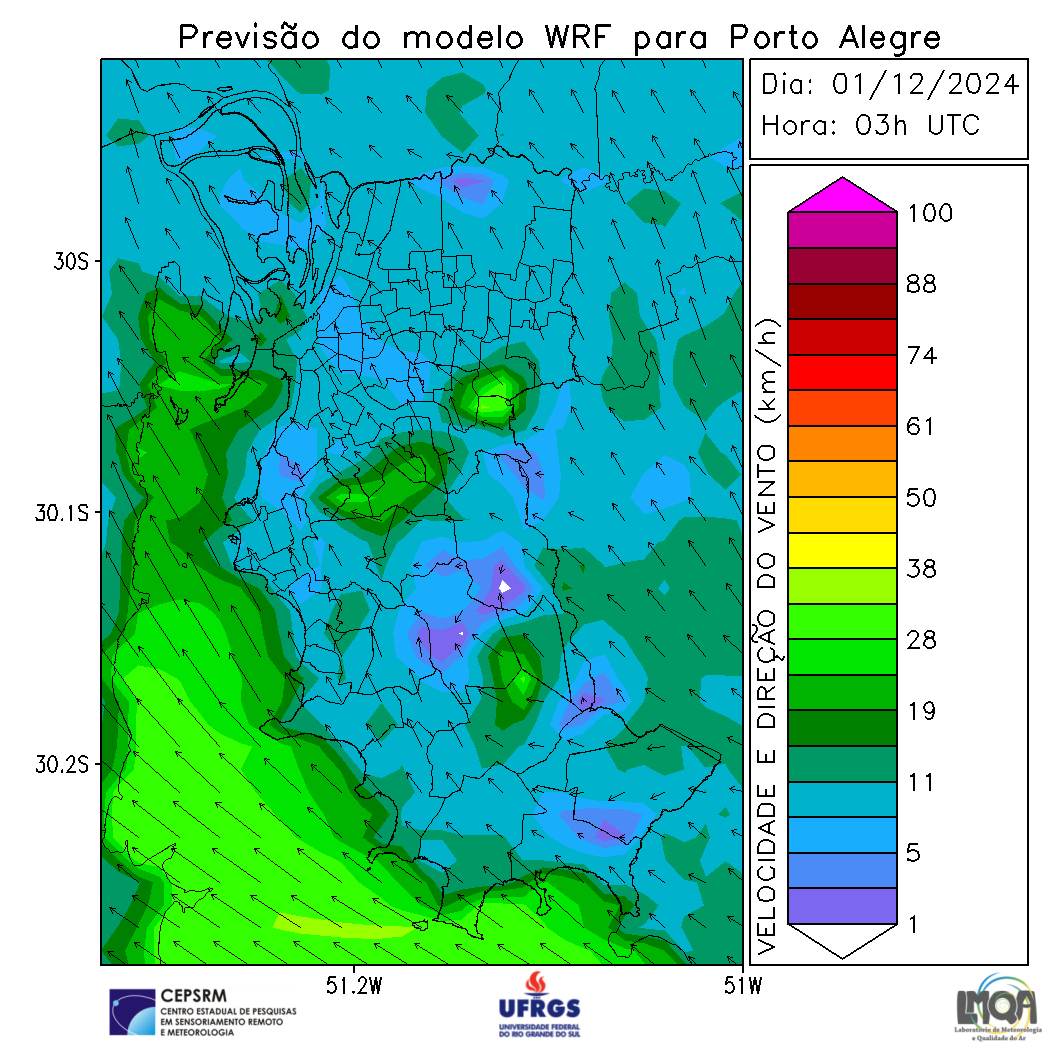 Previsão do modelo WRF para Porto Alegre
Dia: 01/12/2024
Hora: 03h UTC
30S
30.1S
30.2S
51.2W
51W
VELOCIDADE E DIREÇÃO DO VENTO (km/h)
100
88
74
61
50
38
28
19
11
5
1
CEPSRM
CENTRO ESTADUAL DE PESQUISAS
EM SENSORIAMENTO REMOTO
E METEOROLOGIA
UFRGS
UNIVERSIDADE FEDERAL
DO RIO GRANDE DO SUL
LMQA
Laboratório de Meteorologia
e Qualidade do Ar